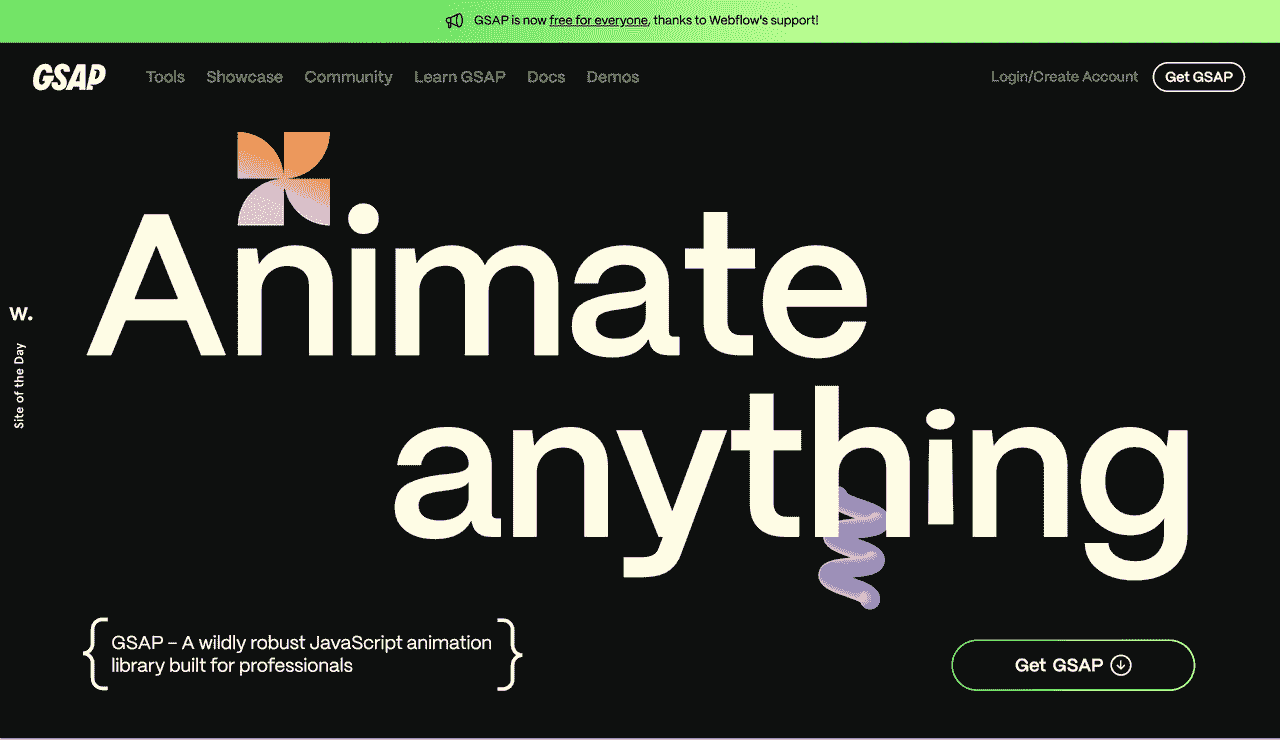 GSAP is now free for everyone, thanks to Webflow's support!
GSAP Tools Showcase Community Learn GSAP Docs Demos Login/Create Account Get GSAP
Animate
W.
Site of the Day
anything
{ GSAP – A wildly robust JavaScript animation
library built for professionals }
Get GSAP